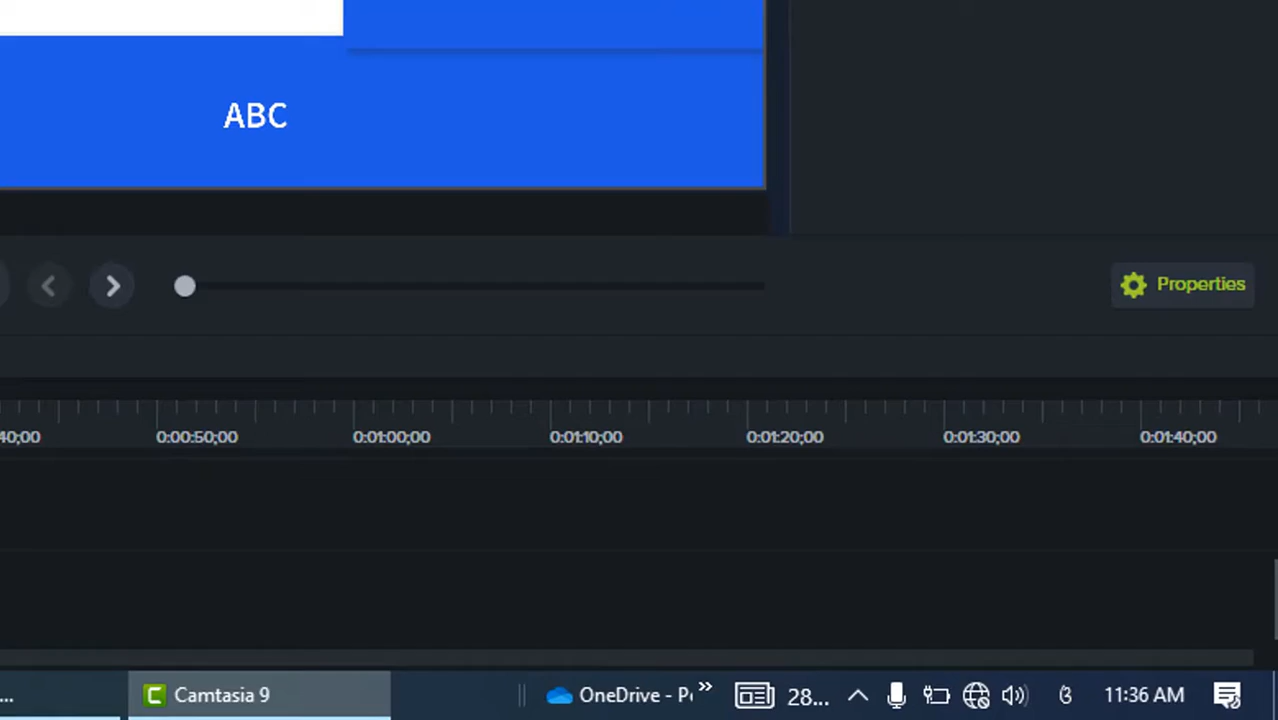 ABC
Properties
40;00 0:00:50;00 0:01:00;00 0:01:10;00 0:01:20;00 0:01:30;00 0:01:40;00
... Camtasia 9 OneDrive - Pe » 28... 11:36 AM